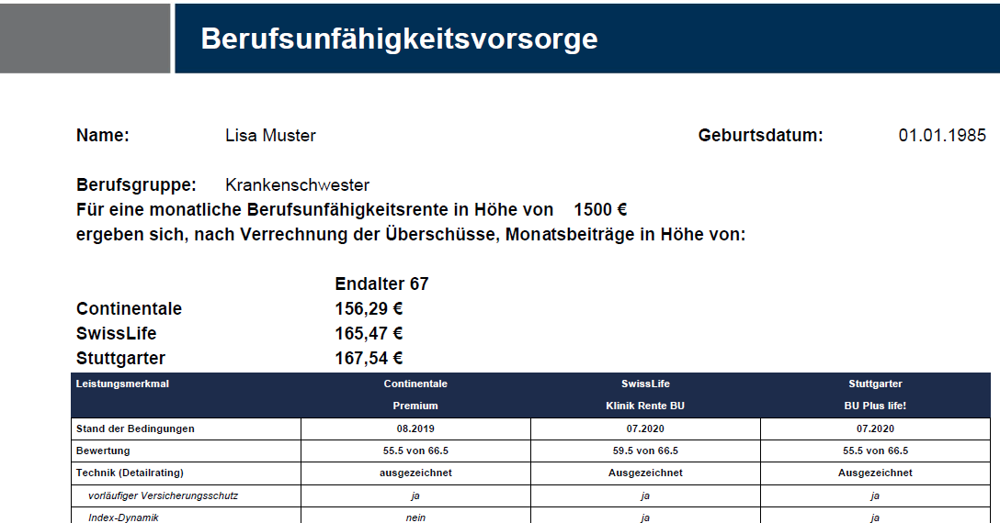 Berufsunfähigkeitsvorsorge
Name: Lisa Muster Geburtsdatum: 01.01.1985
Berufsgruppe: Krankenschwester
Für eine monatliche Berufsunfähigkeitsrente in Höhe von 1500 €
ergeben sich, nach Verrechnung der Überschüsse, Monatsbeiträge in Höhe von:
Endalter 67
Continentale 156,29 €
SwissLife 165,47 €
Stuttgarter 167,54 €
Leistungsmerkmal Continentale SwissLife Stuttgarter
Premium Klinik Rente BU BU Plus life!
Stand der Bedingungen 08.2019 07.2020 07.2020
Bewertung 55.5 von 66.5 59.5 von 66.5 55.5 von 66.5
Technik (Detailrating) ausgezeichnet Ausgezeichnet Ausgezeichnet
vorläufiger Versicherungsschutz ja ja ja
Index-Dynamik nein ja ja